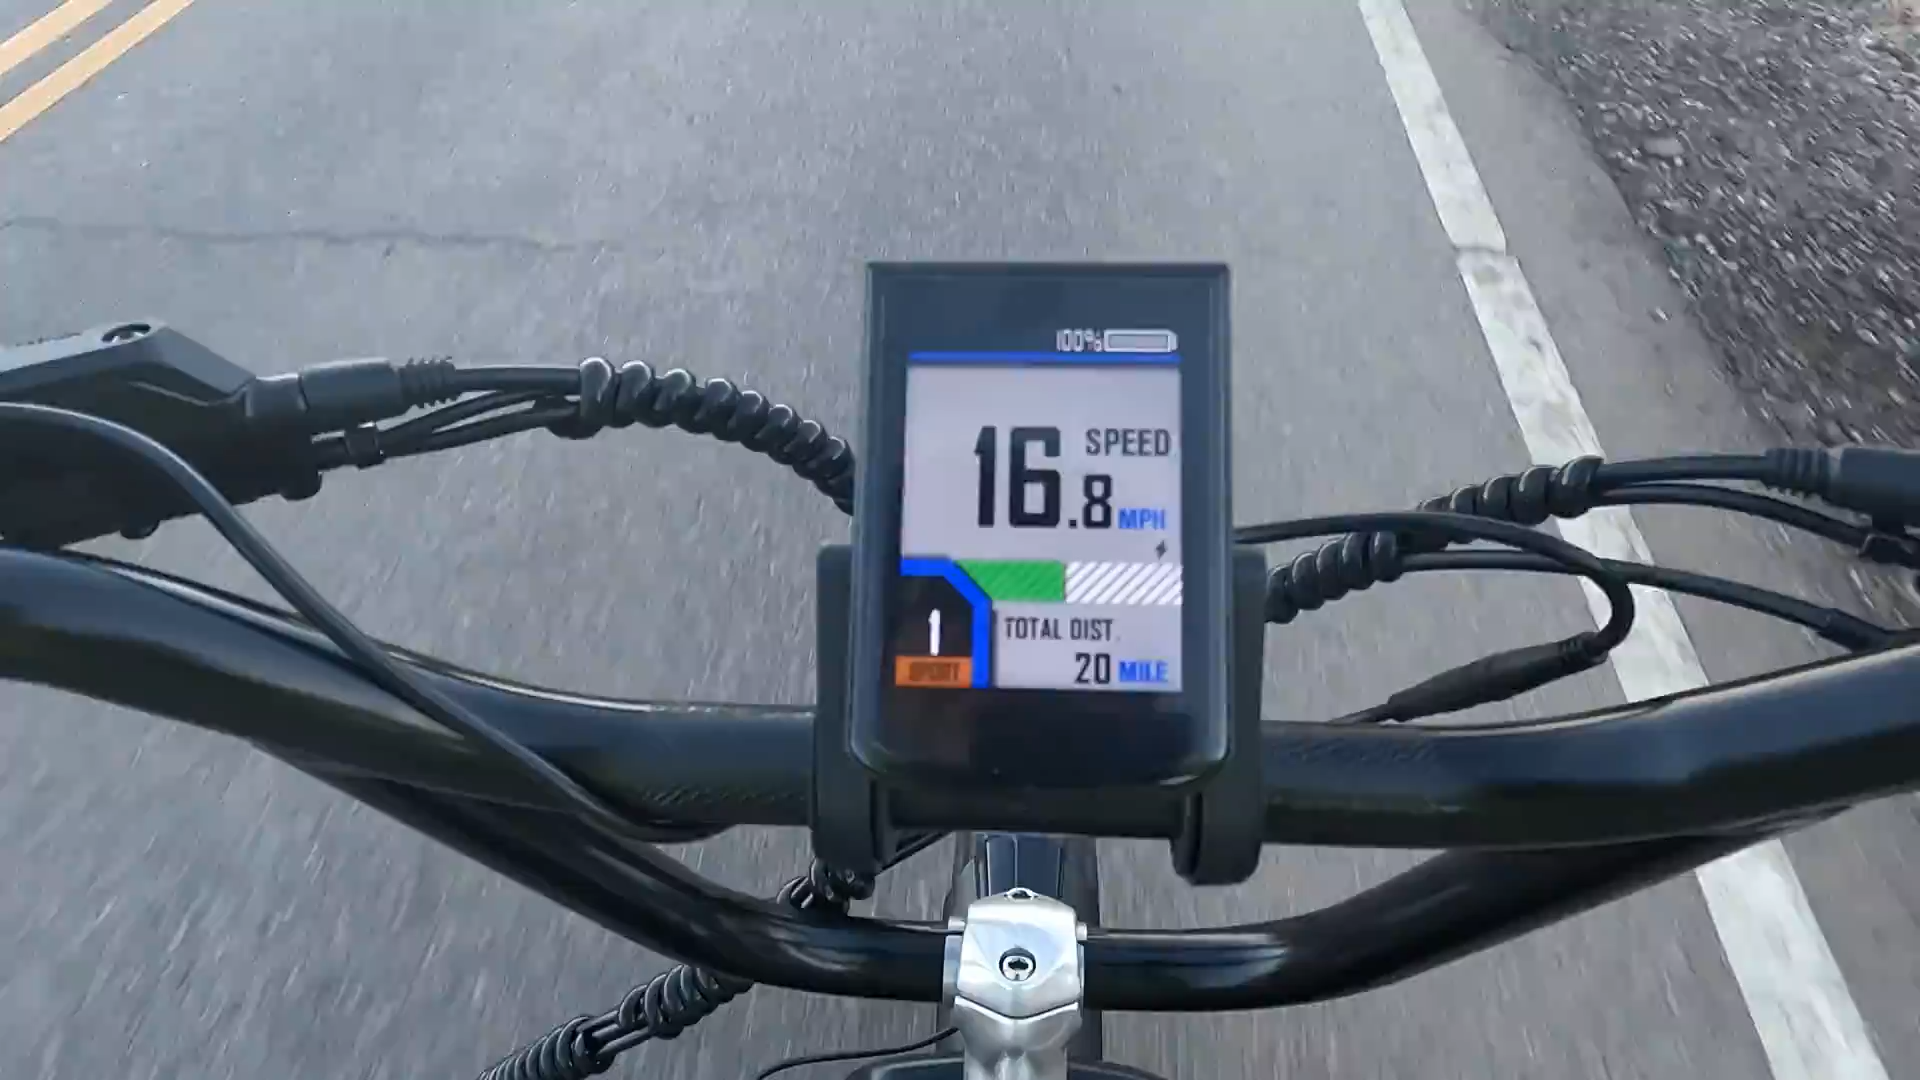 100%
SPEED
16.8 MPH
1
SPORT
TOTAL DIST.
20 MILE